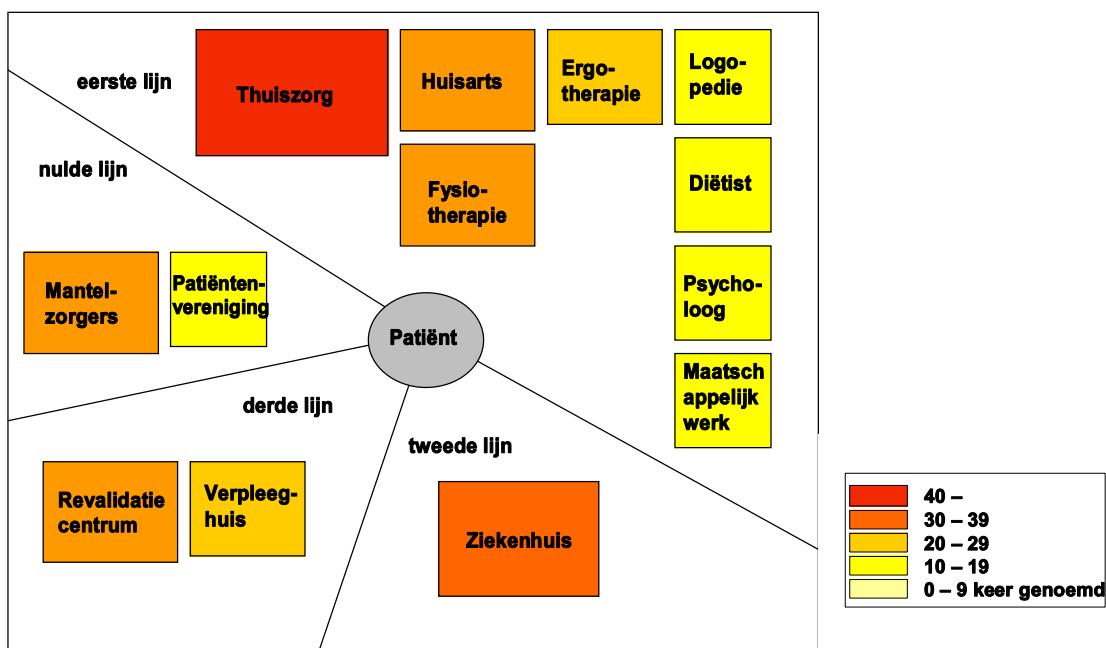 eerste lijn
Thuiszorg
Huisarts
Ergo-
therapie
Logo-
pedie
nulde lijn
Fysio-
therapie
Diëtist
Mantel-
zorgers
Patiënten-
vereniging
Psycho-
loog
Patiënt
Maatsch
appelijk
werk
derde lijn
tweede lijn
Revalidatie
centrum
Verpleeg-
huis
Ziekenhuis
40 –
30 – 39
20 – 29
10 – 19
0 – 9 keer genoemd